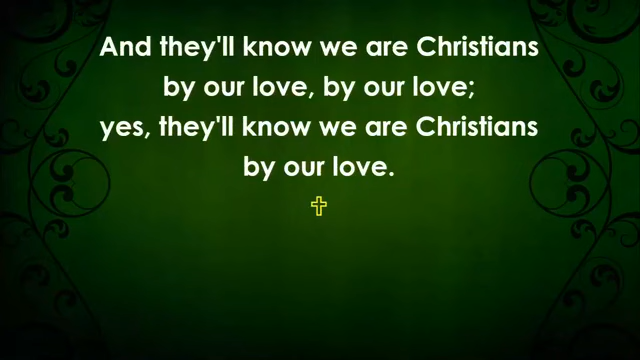 And they'll know we are Christians
by our love, by our love;
yes, they'll know we are Christians
by our love.